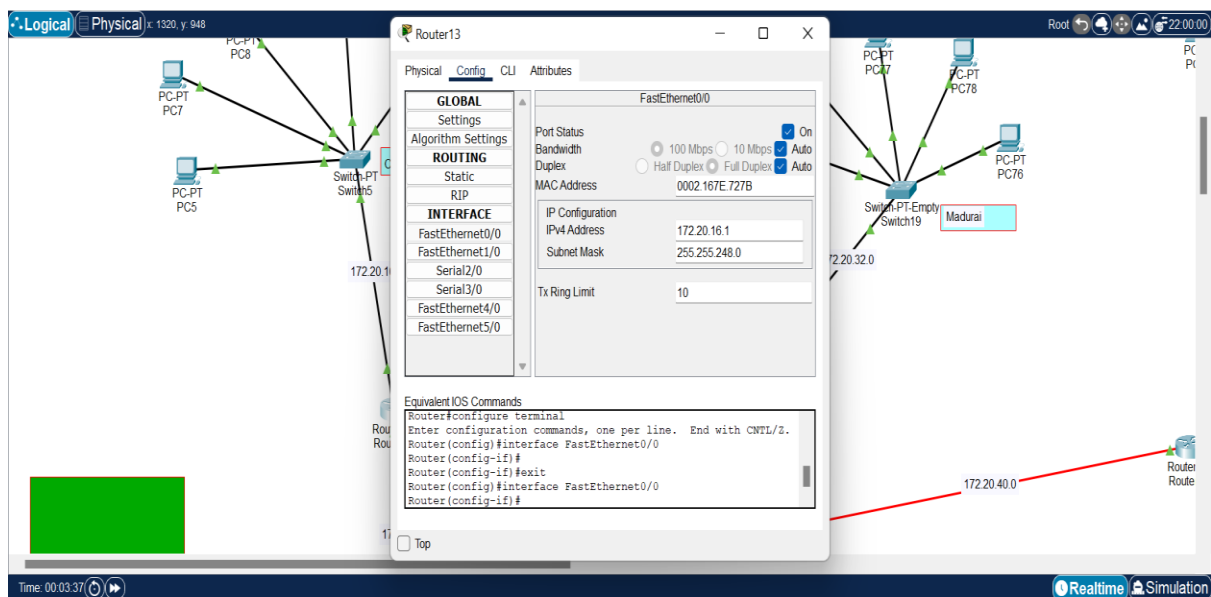 Logical Physical x: 1320, y: 948
Root 22:00:00
PC-PT
PC8
PC-PT
PC7
PC-PT
PC5
Switch-PT
Switch5
172.20.1
Router13
Physical Config CLI Attributes
GLOBAL
Settings
Algorithm Settings
ROUTING
Static
RIP
INTERFACE
FastEthernet0/0
FastEthernet1/0
Serial2/0
Serial3/0
FastEthernet4/0
FastEthernet5/0
FastEthernet0/0
Port Status On
Bandwidth 100 Mbps 10 Mbps Auto
Duplex Half Duplex Full Duplex Auto
MAC Address 0002.167E.727B
IP Configuration
IPv4 Address 172.20.16.1
Subnet Mask 255.255.248.0
Tx Ring Limit 10
Equivalent IOS Commands
Router#configure terminal
Enter configuration commands, one per line. End with CNTL/Z.
Router(config)#interface FastEthernet0/0
Router(config-if)#
Router(config-if)#exit
Router(config)#interface FastEthernet0/0
Router(config-if)#
Top
PC-PT
PC77
PC-PT
PC78
PC-PT
PC76
Switch-PT-Empty
Switch19
Madurai
72.20.32.0
172.20.40.0
Router
Route
Rou
Rou
Time: 00:03:37
Realtime Simulation